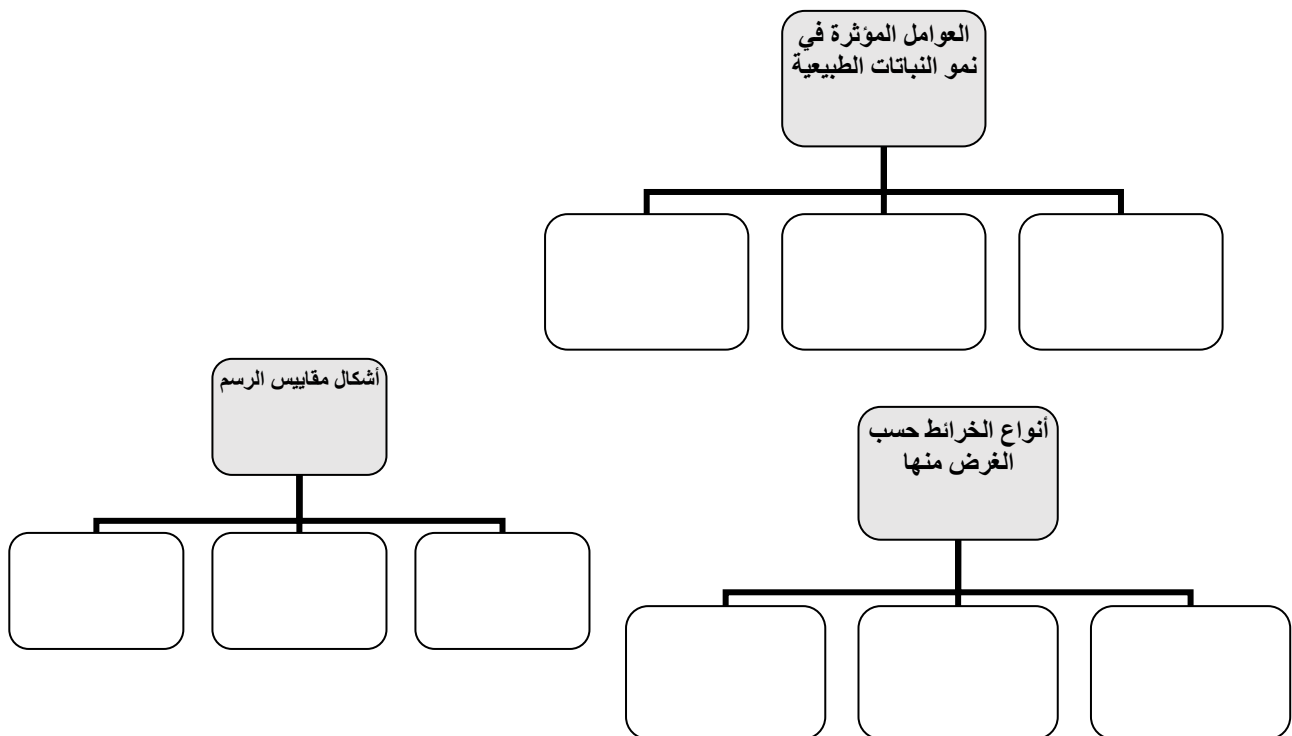 العوامل المؤثرة في
نمو النباتات الطبيعية
أشكال مقاييس الرسم
أنواع الخرائط حسب
الغرض منها